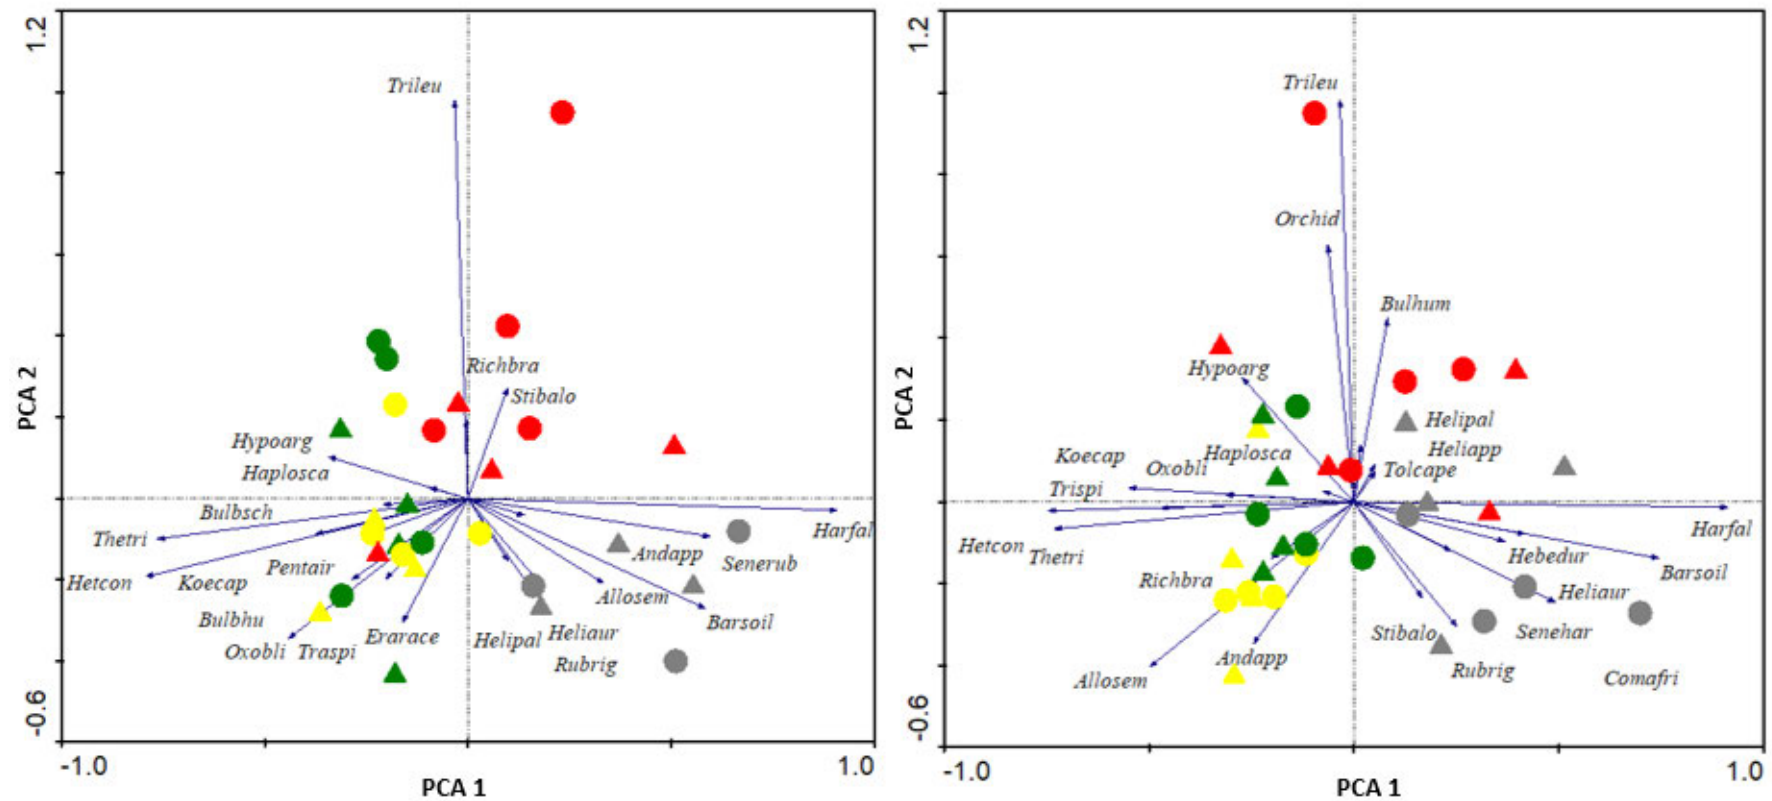 1.2
Trileu
Richbra
Stibalo
Hypoarg
Haplosca
Bulbsch
Thetri
Harfal
Andapp
Senerub
Pentair
Hetcon
Koecap
Allosem
Bulbhu
Barsoil
Erarace
Helipal
Heliaur
Oxobli
Traspi
Rubrig
PCA 2
-0.6
-1.0
PCA 1
1.0
1.2
Trileu
Orchid
Bulhum
Hypoarg
Helipal
Haplosca
Heliapp
Koecap
Oxobli
Tolcape
Trispi
Harfal
Hetcon
Thetri
Hebedur
Barsoil
Richbra
Heliaur
Stibalo
Senehar
Andapp
Rubrig
Allosem
Comafri
PCA 2
-0.6
-1.0
PCA 1
1.0